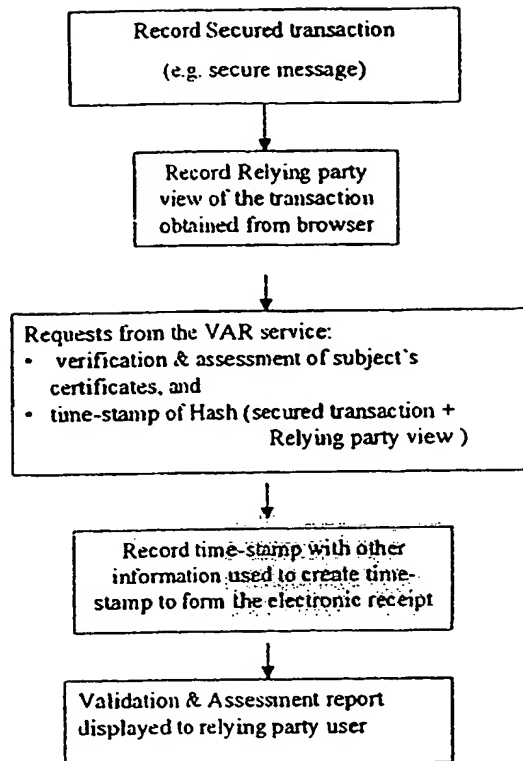 Record Secured transaction
(e.g. secure message)
Record Relying party
view of the transaction
obtained from browser
Requests from the VAR service:
• verification & assessment of subject's
certificates, and
• time-stamp of Hash (secured transaction +
Relying party view )
Record time-stamp with other
information used to create time-
stamp to form the electronic receipt
Validation & Assessment report
displayed to relying party user